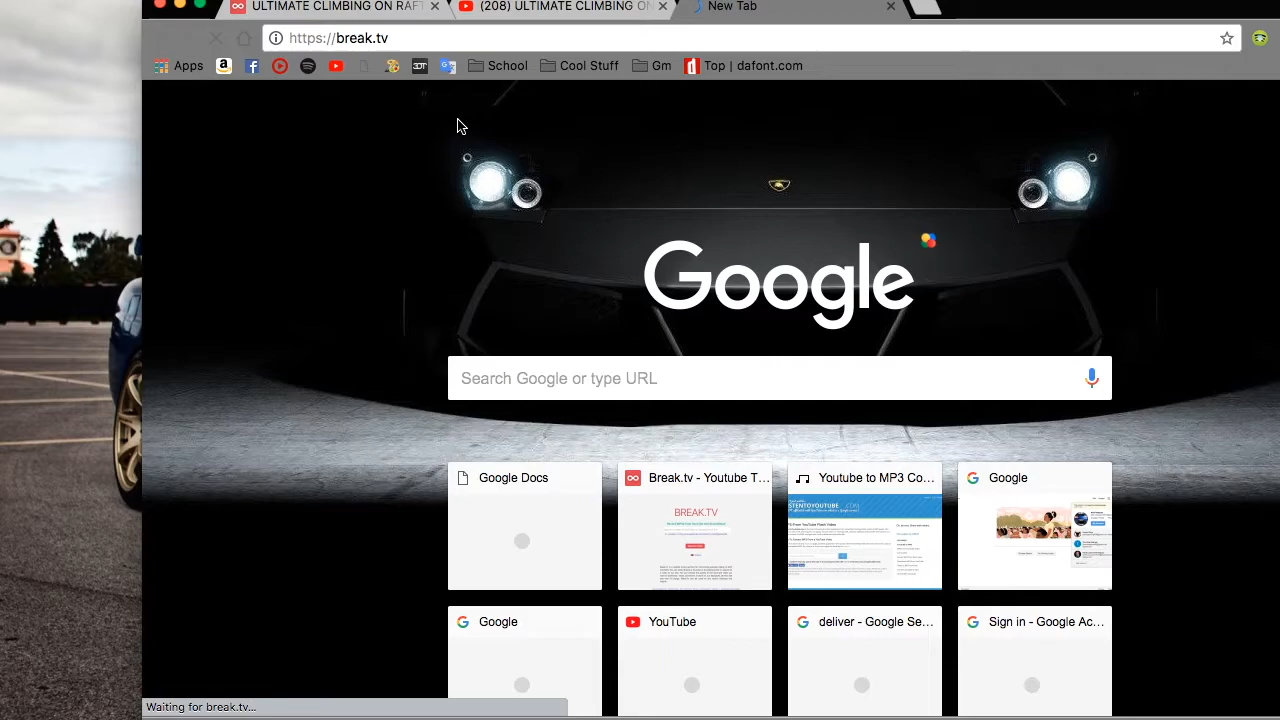 ULTIMATE CLIMBING ON RAFT
(208) ULTIMATE CLIMBING ON
New Tab
https://break.tv
Apps
School
Cool Stuff
Gm
Top | dafont.com
Google
Search Google or type URL
Google Docs
Break.tv - Youtube T...
Youtube to MP3 Co...
Google
BREAK.TV
Google
YouTube
deliver - Google Se...
Sign in - Google Ac...
Waiting for break.tv...